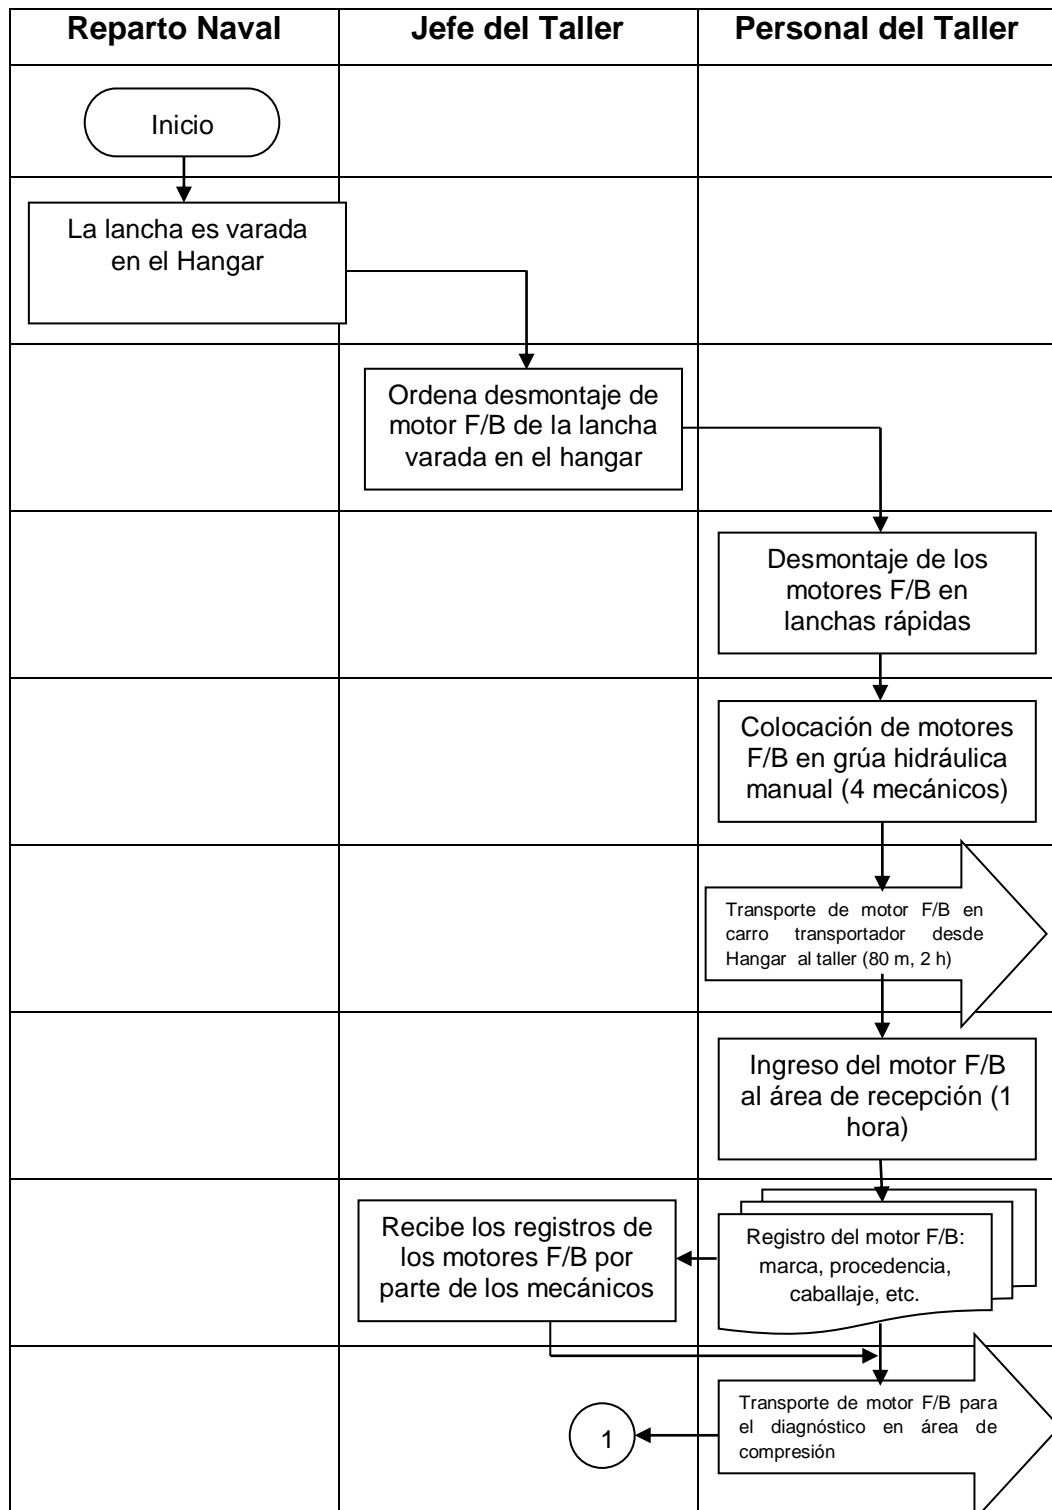 Reparto Naval
Jefe del Taller
Personal del Taller
Inicio
La lancha es varada
en el Hangar
Ordena desmontaje de
motor F/B de la lancha
varada en el hangar
Desmontaje de los
motores F/B en
lanchas rápidas
Colocación de motores
F/B en grúa hidráulica
manual (4 mecánicos)
Transporte de motor F/B en
carro transportador desde
Hangar al taller (80 m, 2 h)
Ingreso del motor F/B
al área de recepción (1
hora)
Recibe los registros de
los motores F/B por
parte de los mecánicos
Registro del motor F/B:
marca, procedencia,
caballaje, etc.
1
Transporte de motor F/B para
el diagnóstico en área de
compresión